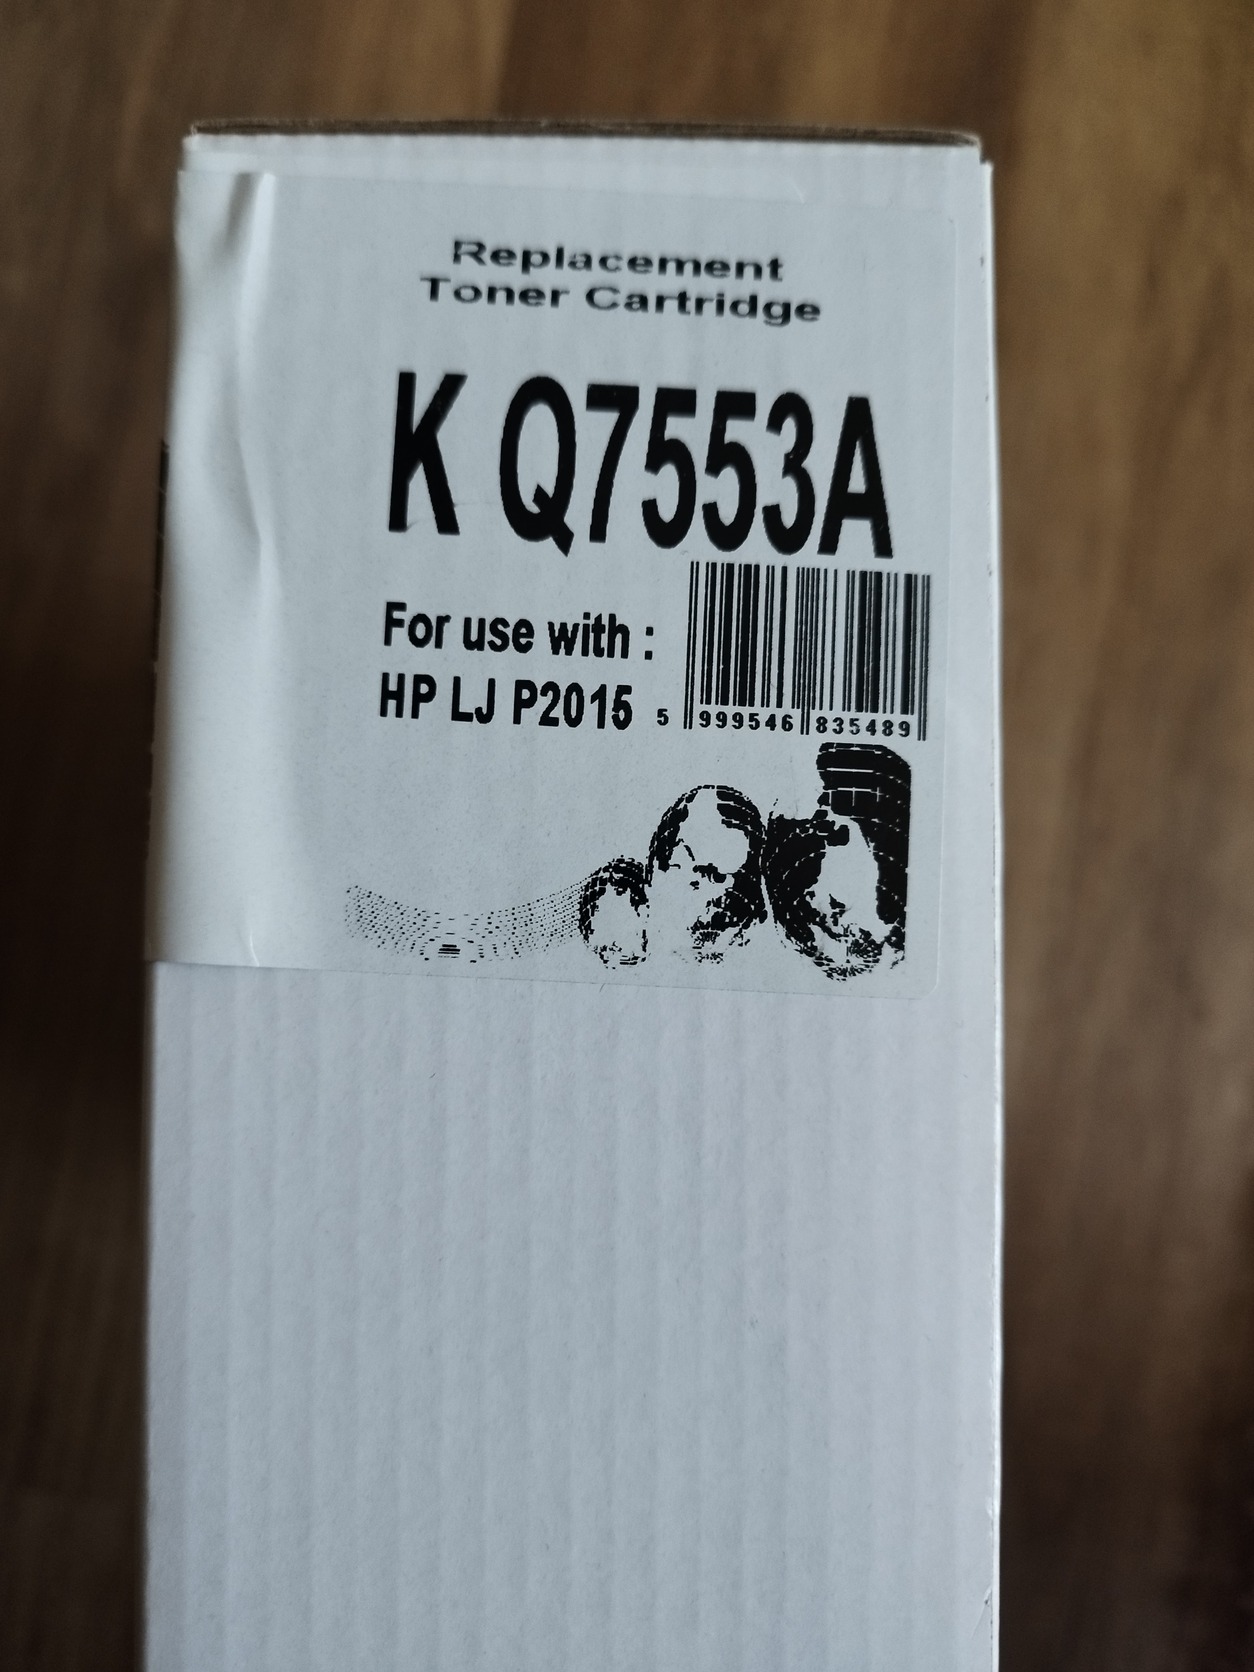 Replacement
Toner Cartridge
K Q7553A
For use with :
HP LJ P2015
5 999546 835489